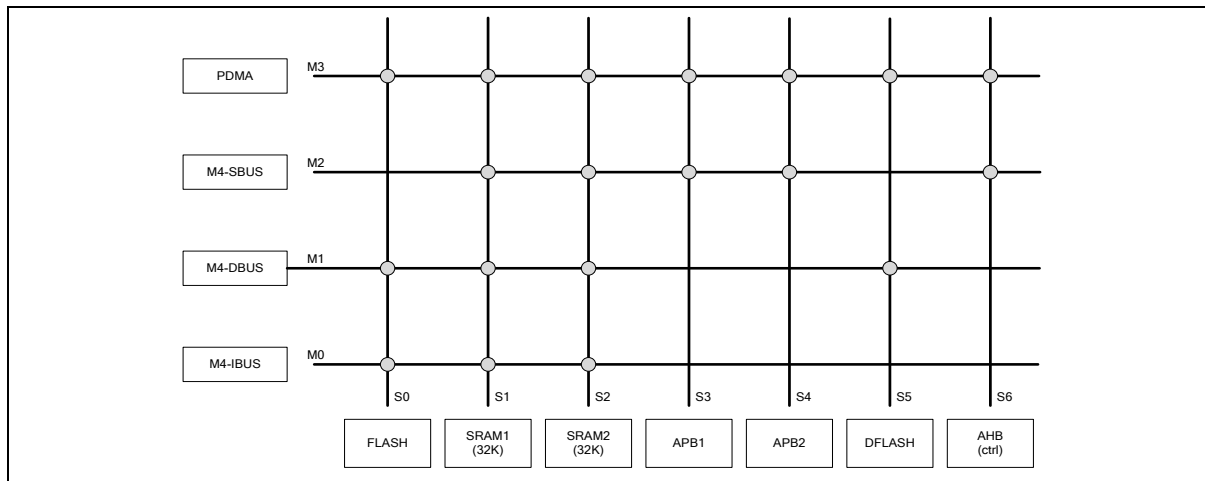 PDMA
M3
M4-SBUS
M2
M4-DBUS
M1
M4-IBUS
M0
S0
S1
S2
S3
S4
S5
S6
FLASH
SRAM1
(32K)
SRAM2
(32K)
APB1
APB2
DFLASH
AHB
(ctrl)